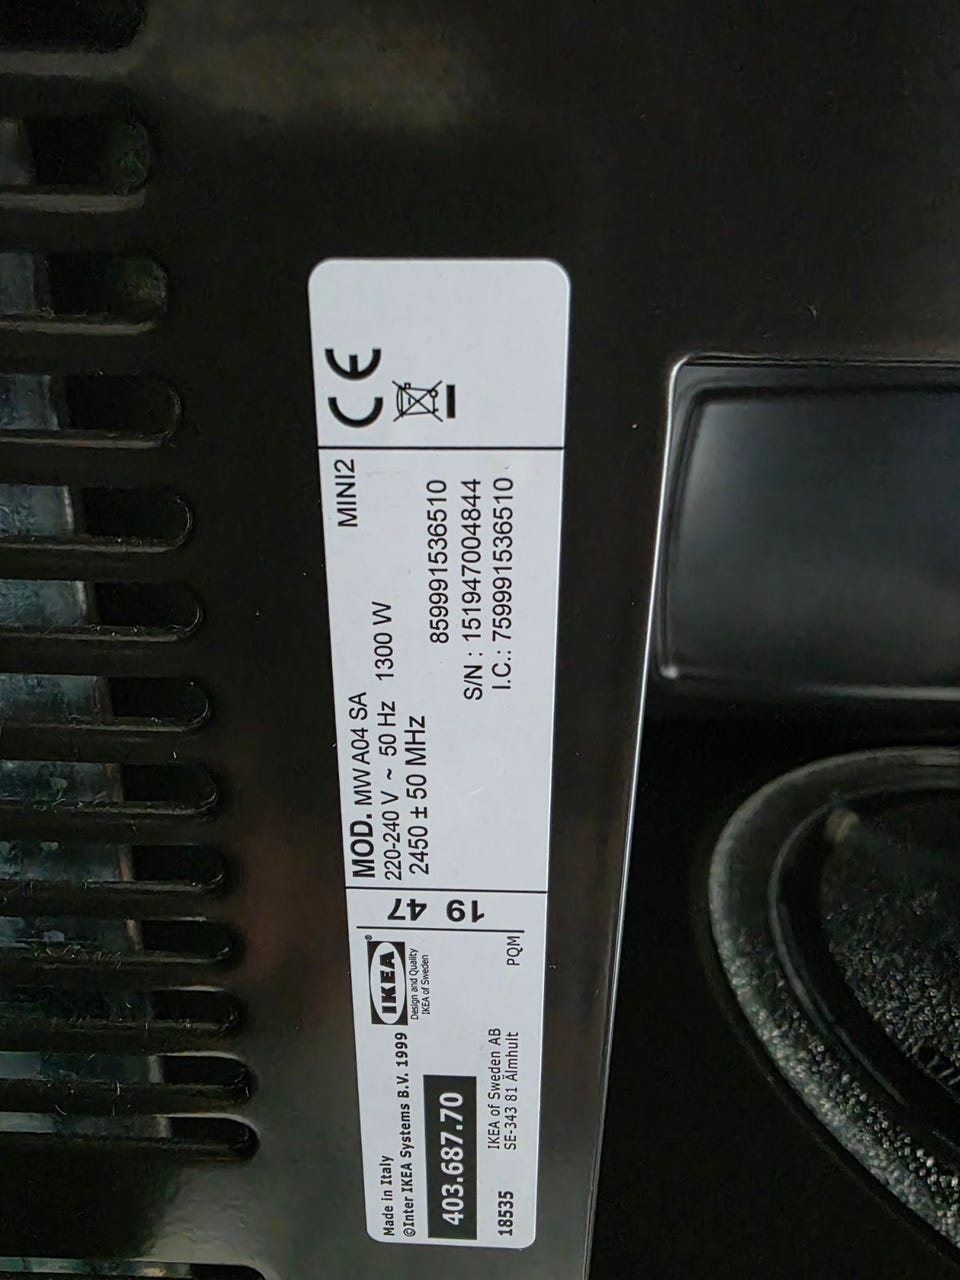 Made in Italy
©Inter IKEA Systems B.V. 1999
403.687.70
18535
IKEA of Sweden AB
SE-343 81 Älmhult
IKEA®
Design and Quality
IKEA of Sweden
PQM
19
47
MOD. MW A04 SA
MINI2
220-240 V ~ 50 Hz 1300 W
2450 ± 50 MHz
859991536510
S/N : 151947004844
I.C.: 759991536510
CE